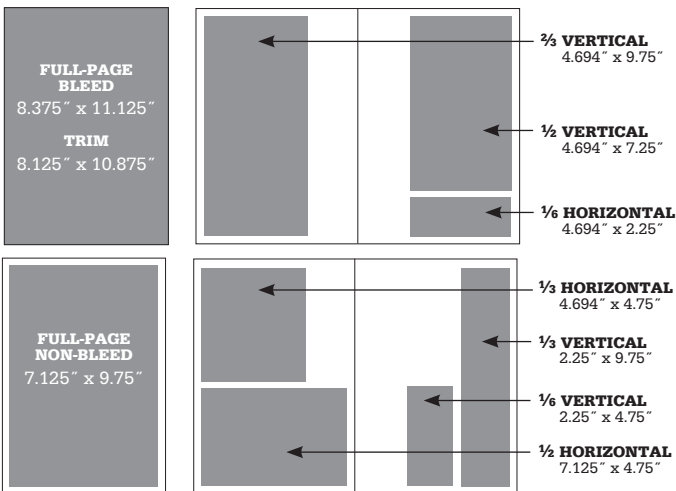 FULL-PAGE
BLEED
8.375˝ x 11.125˝
TRIM
8.125˝ x 10.875˝
⅔ VERTICAL
4.694˝ x 9.75˝
½ VERTICAL
4.694˝ x 7.25˝
⅙ HORIZONTAL
4.694˝ x 2.25˝
FULL-PAGE
NON-BLEED
7.125˝ x 9.75˝
⅓ HORIZONTAL
4.694˝ x 4.75˝
⅓ VERTICAL
2.25˝ x 9.75˝
⅙ VERTICAL
2.25˝ x 4.75˝
½ HORIZONTAL
7.125˝ x 4.75˝